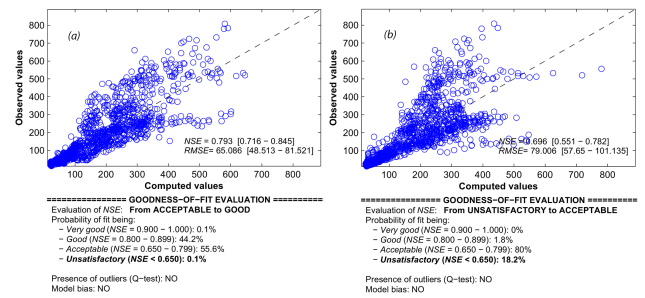 (a)
Observed values
800
700
600
500
400
300
200
100
NSE = 0.793 [0.716 − 0.845]
RMSE= 65.086 [48.513 − 81.521]
100 200 300 400 500 600 700 800
Computed values
================ GOODNESS-OF-FIT EVALUATION ==========
Evaluation of NSE: From ACCEPTABLE to GOOD
Probability of fit being:
− Very good (NSE = 0.900 - 1.000): 0.1%
− Good (NSE = 0.800 - 0.899): 44.2%
− Acceptable (NSE = 0.650 - 0.799): 55.6%
− Unsatisfactory (NSE < 0.650): 0.1%
Presence of outliers (Q−test): NO
Model bias: NO
(b)
Observed values
800
700
600
500
400
300
200
100
NSE = 0.696 [0.551 − 0.782]
RMSE= 79.006 [57.65 − 101.135]
0 100 200 300 400 500 600 700 800
Computed values
================ GOODNESS-OF-FIT EVALUATION ==========
Evaluation of NSE: From UNSATISFACTORY to ACCEPTABLE
Probability of fit being:
− Very good (NSE = 0.900 - 1.000): 0%
− Good (NSE = 0.800 - 0.899): 1.8%
− Acceptable (NSE = 0.650 - 0.799): 80%
− Unsatisfactory (NSE < 0.650): 18.2%
Presence of outliers (Q−test): NO
Model bias: NO